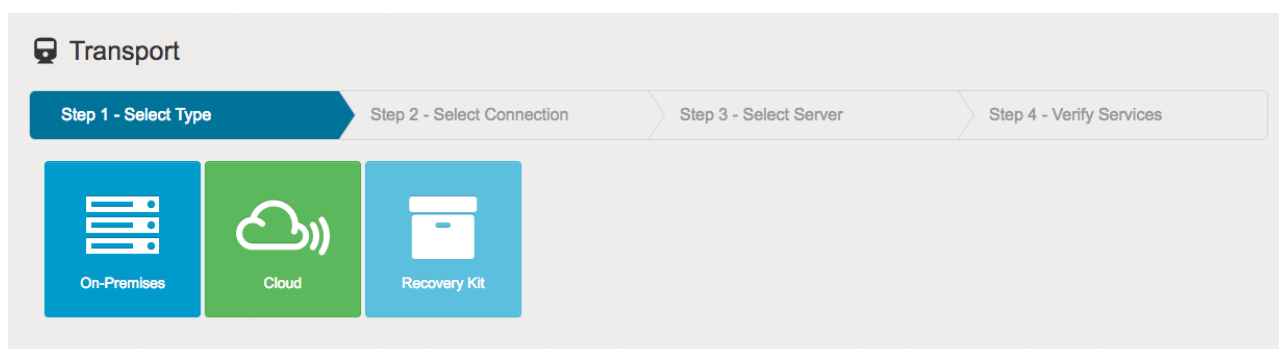 Transport
Step 1 - Select Type
Step 2 - Select Connection
Step 3 - Select Server
Step 4 - Verify Services
On-Premises
Cloud
Recovery Kit